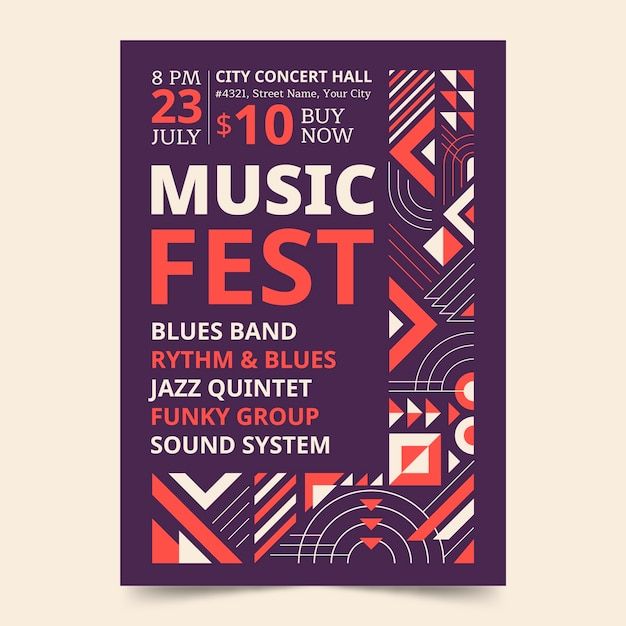 8 PM
23
JULY
CITY CONCERT HALL
#4321, Street Name, Your City
$10
BUY
NOW
MUSIC
FEST
BLUES BAND
RYTHM & BLUES
JAZZ QUINTET
FUNKY GROUP
SOUND SYSTEM